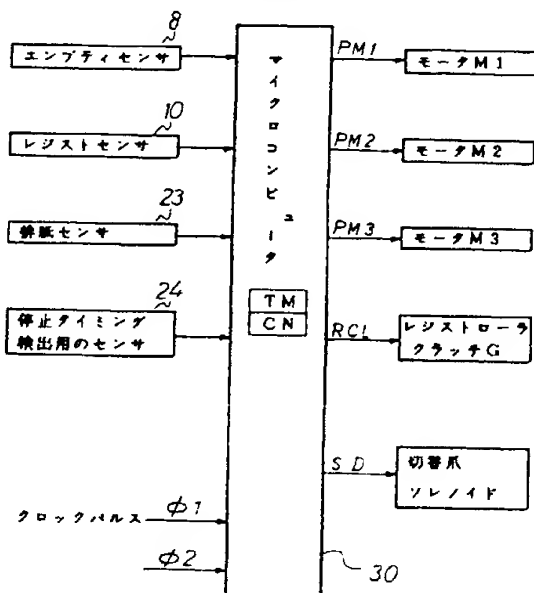 8
エンプティセンサ
10
レジストセンサ
23
排紙センサ
24
停止タイミング
検出用のセンサ
クロックパルス
Φ1
Φ2
マイクロコンピュータ
TM
CN
30
PM1
モータM1
PM2
モータM2
PM3
モータM3
RCL
レジストローラ
クラッチG
SD
切替爪
ソレノイド